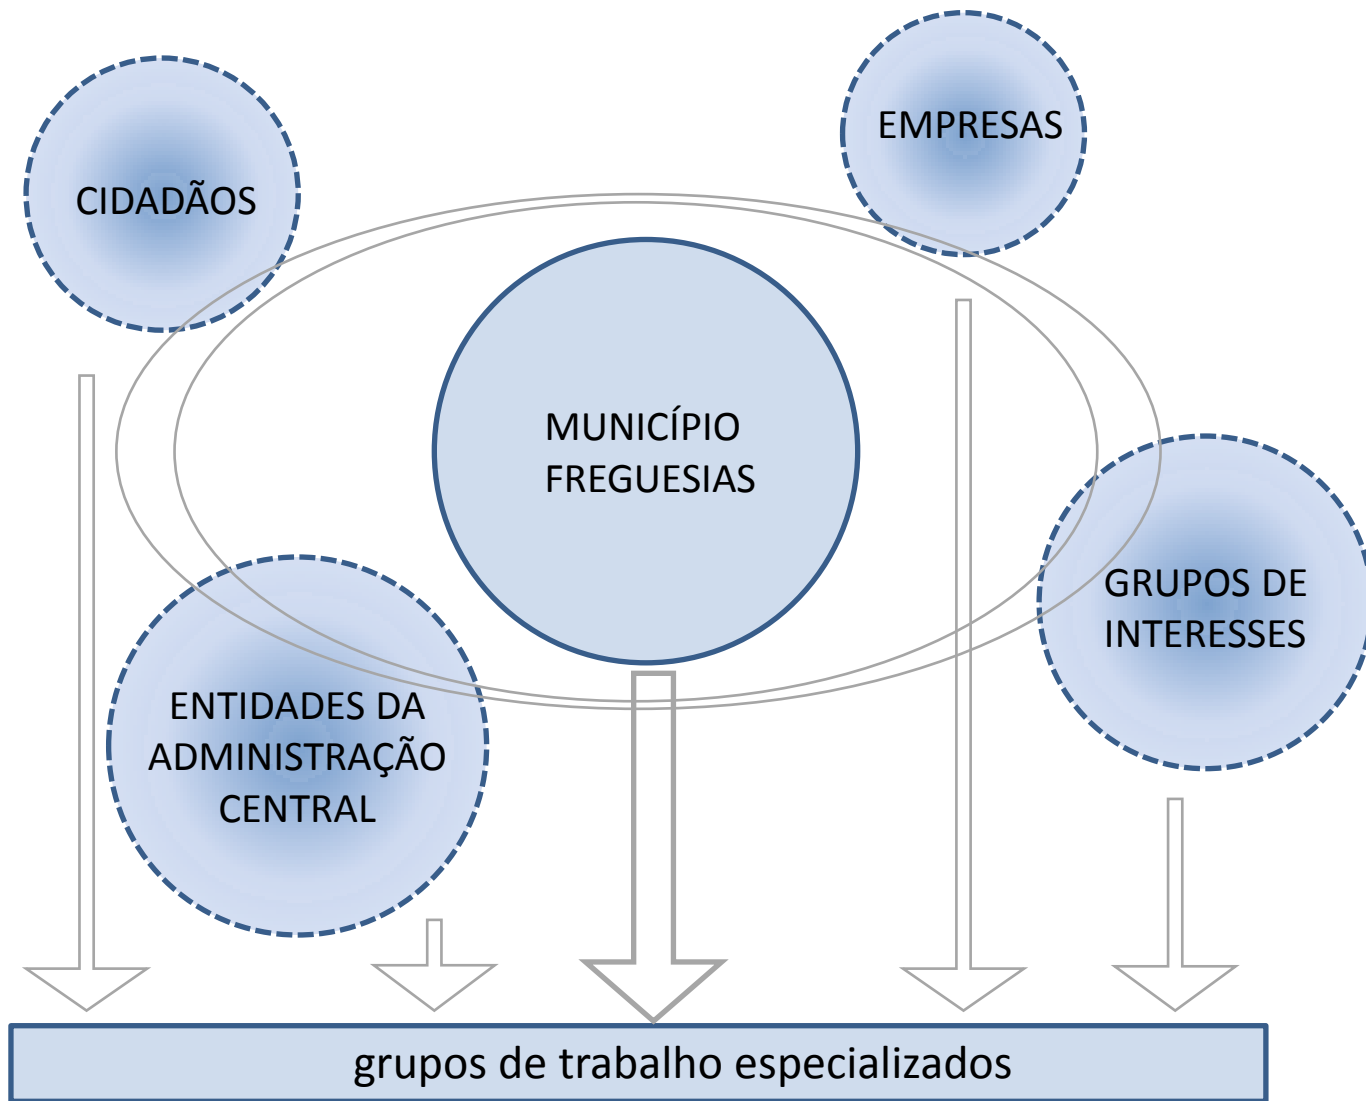 EMPRESAS
CIDADÃOS
MUNICÍPIO
FREGUESIAS
GRUPOS DE
INTERESSES
ENTIDADES DA
ADMINISTRAÇÃO
CENTRAL
grupos de trabalho especializados